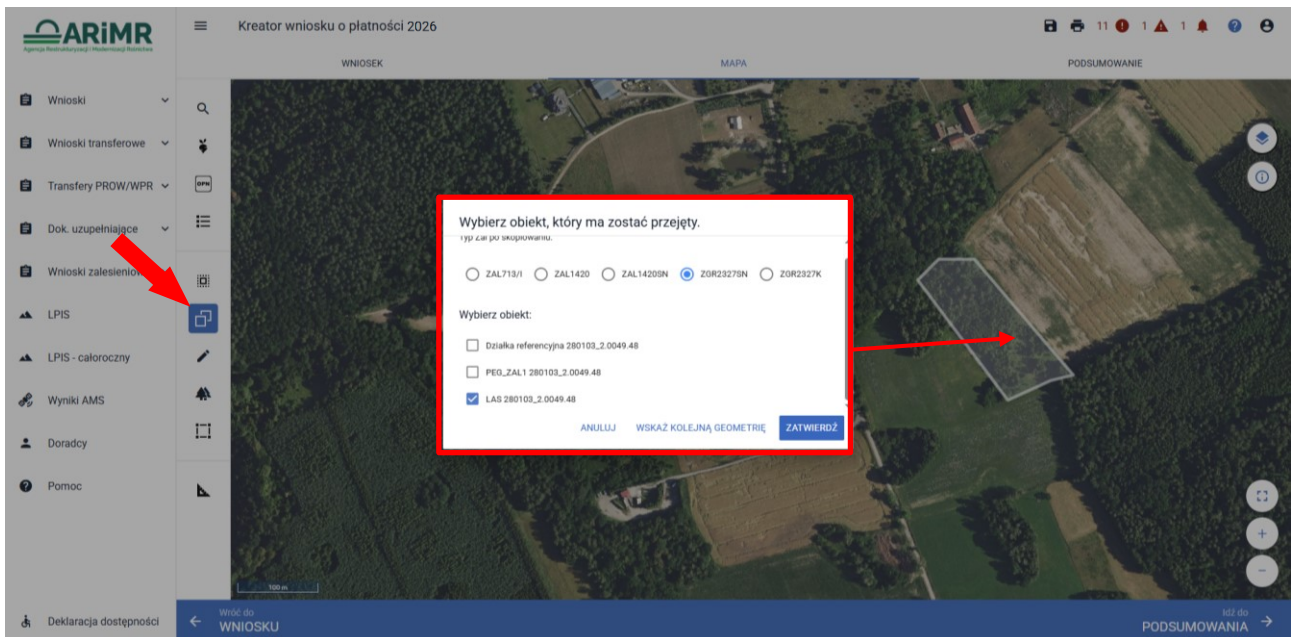 ARiMR
Agencja Restrukturyzacji i Modernizacji Rolnictwa
Kreator wniosku o płatności 2026
11 1 1
WNIOSEK MAPA PODSUMOWANIE
Wnioski
Wnioski transferowe
Transfery PROW/WPR
Dok. uzupełniające
Wnioski zalesieniow
LPIS
LPIS - całoroczny
Wyniki AMS
Doradcy
Pomoc
Deklaracja dostępności
OPN
Wybierz obiekt, który ma zostać przejęty.
Typ Zal po skopiowaniu:
ZAL713/I ZAL1420 ZAL1420SN ZGR2327SN ZGR2327K
Wybierz obiekt:
Działka referencyjna 280103_2.0049.48
PEG_ZAL1 280103_2.0049.48
LAS 280103_2.0049.48
ANULUJ WSKAŻ KOLEJNĄ GEOMETRIĘ ZATWIERDŹ
100 m
Wróć do
WNIOSKU
Idź do
PODSUMOWANIA